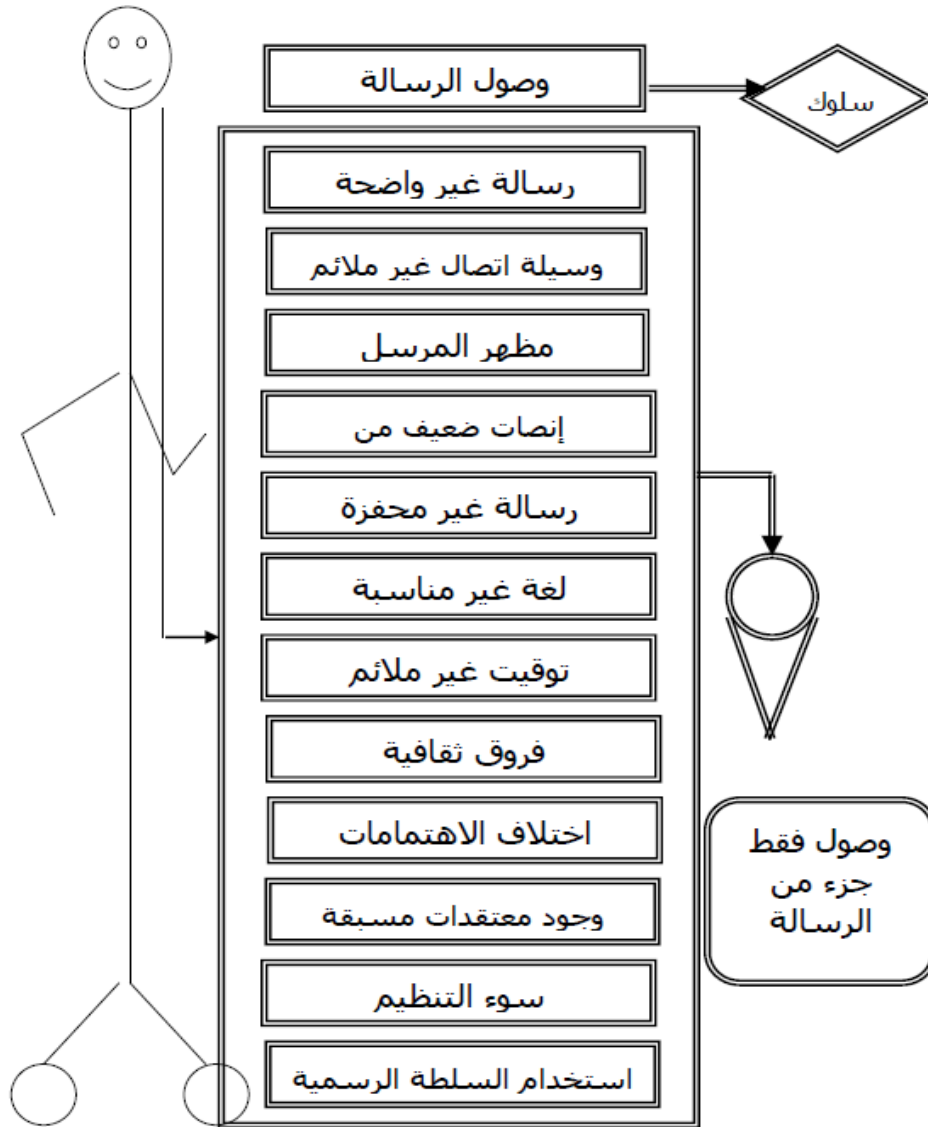 وصول الرسالة
سلوك
رسالة غير واضحة
وسيلة اتصال غير ملائم
مظهر المرسل
إنصات ضعيف من
رسالة غير محفزة
لغة غير مناسبة
توقيت غير ملائم
فروق ثقافية
اختلاف الاهتمامات
وجود معتقدات مسبقة
سوء التنظيم
استخدام السلطة الرسمية
وصول فقط
جزء من
الرسالة